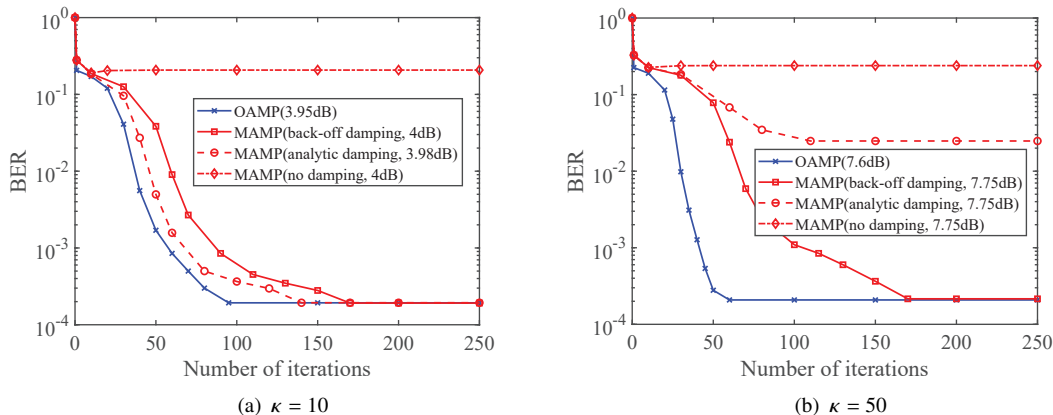 10^0
10^-1
10^-2
10^-3
10^-4
BER
0 50 100 150 200 250
Number of iterations
OAMP(3.95dB)
MAMP(back-off damping, 4dB)
MAMP(analytic damping, 3.98dB)
MAMP(no damping, 4dB)
(a) κ = 10
10^0
10^-1
10^-2
10^-3
10^-4
BER
0 50 100 150 200 250
Number of iterations
OAMP(7.6dB)
MAMP(back-off damping, 7.75dB)
MAMP(analytic damping, 7.75dB)
MAMP(no damping, 7.75dB)
(b) κ = 50